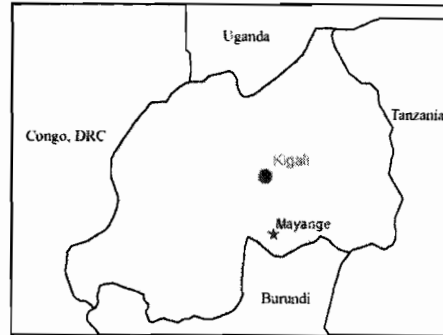 Uganda
Congo, DRC
Tanzania
Kigali
Mayange
Burundi